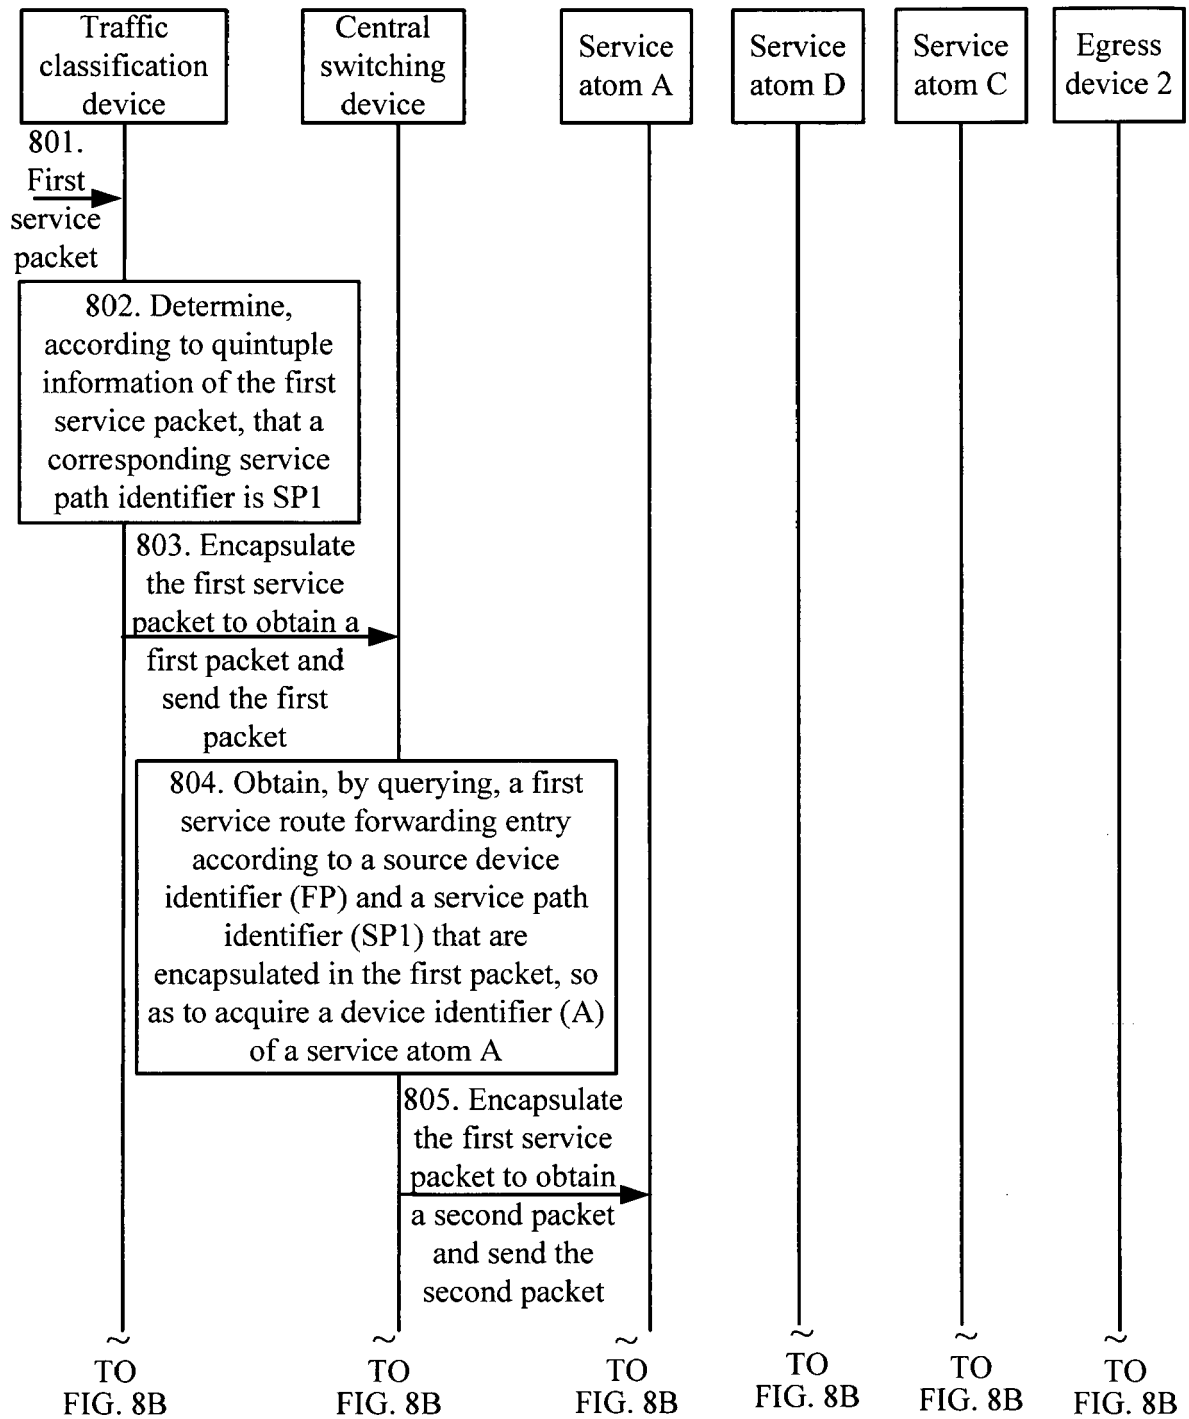 Traffic
classification
device
Central
switching
device
Service
atom A
Service
atom D
Service
atom C
Egress
device 2
801.
First
service
packet
802. Determine,
according to quintuple
information of the first
service packet, that a
corresponding service
path identifier is SP1
803. Encapsulate
the first service
packet to obtain a
first packet and
send the first
packet
804. Obtain, by querying, a first
service route forwarding entry
according to a source device
identifier (FP) and a service path
identifier (SP1) that are
encapsulated in the first packet, so
as to acquire a device identifier (A)
of a service atom A
805. Encapsulate
the first service
packet to obtain
a second packet
and send the
second packet
~
TO
FIG. 8B
~
TO
FIG. 8B
~
TO
FIG. 8B
~
TO
FIG. 8B
~
TO
FIG. 8B
~
TO
FIG. 8B